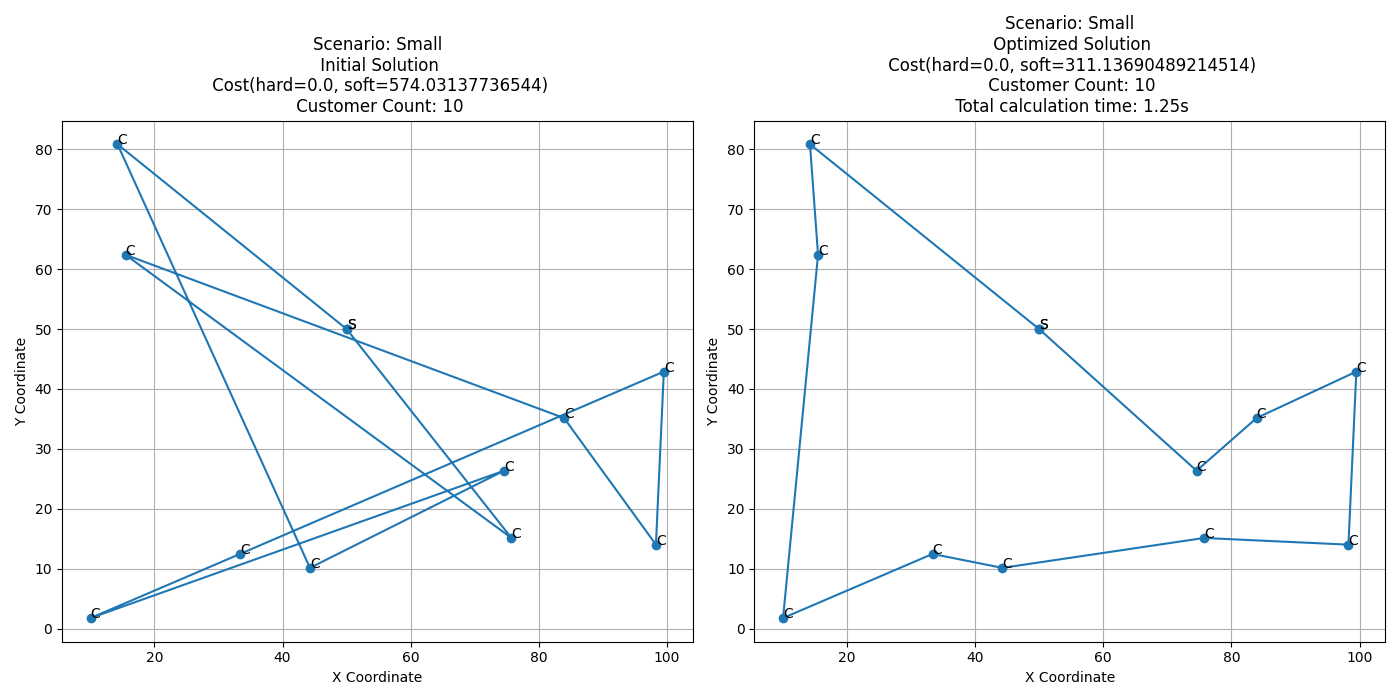 Scenario: Small
Initial Solution
Cost(hard=0.0, soft=574.03137736544)
Customer Count: 10
80
70
60
50
40
30
20
10
0
Y Coordinate
C
C
S
C
C
C
C
C
C
C
C
20
40
60
80
100
X Coordinate
Scenario: Small
Optimized Solution
Cost(hard=0.0, soft=311.13690489214514)
Customer Count: 10
Total calculation time: 1.25s
80
70
60
50
40
30
20
10
0
Y Coordinate
C
C
S
C
C
C
C
C
C
C
C
20
40
60
80
100
X Coordinate